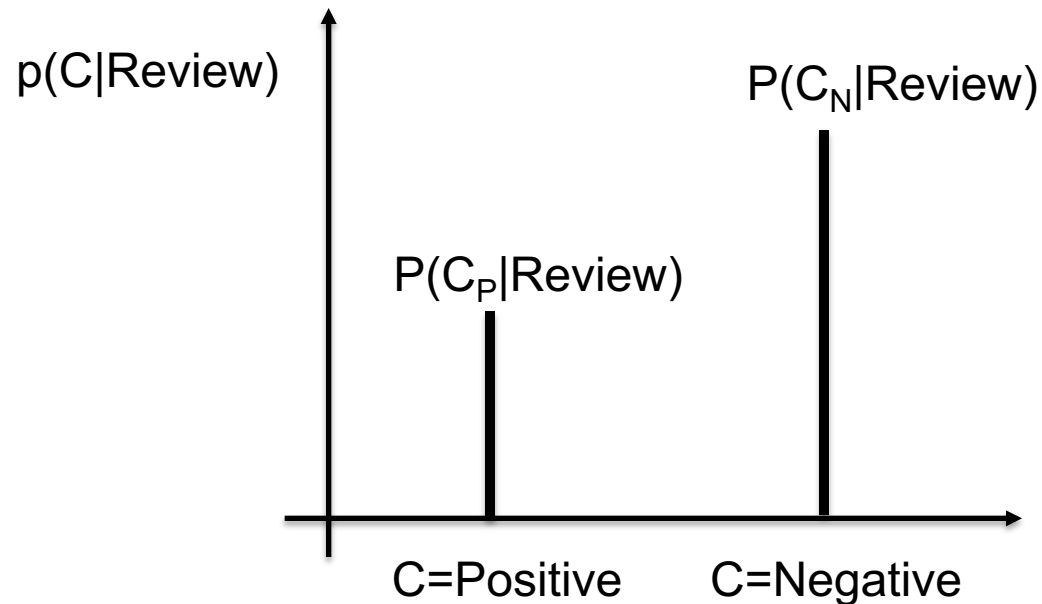 p(C|Review)
P(C_N|Review)
P(C_P|Review)
C=Positive
C=Negative